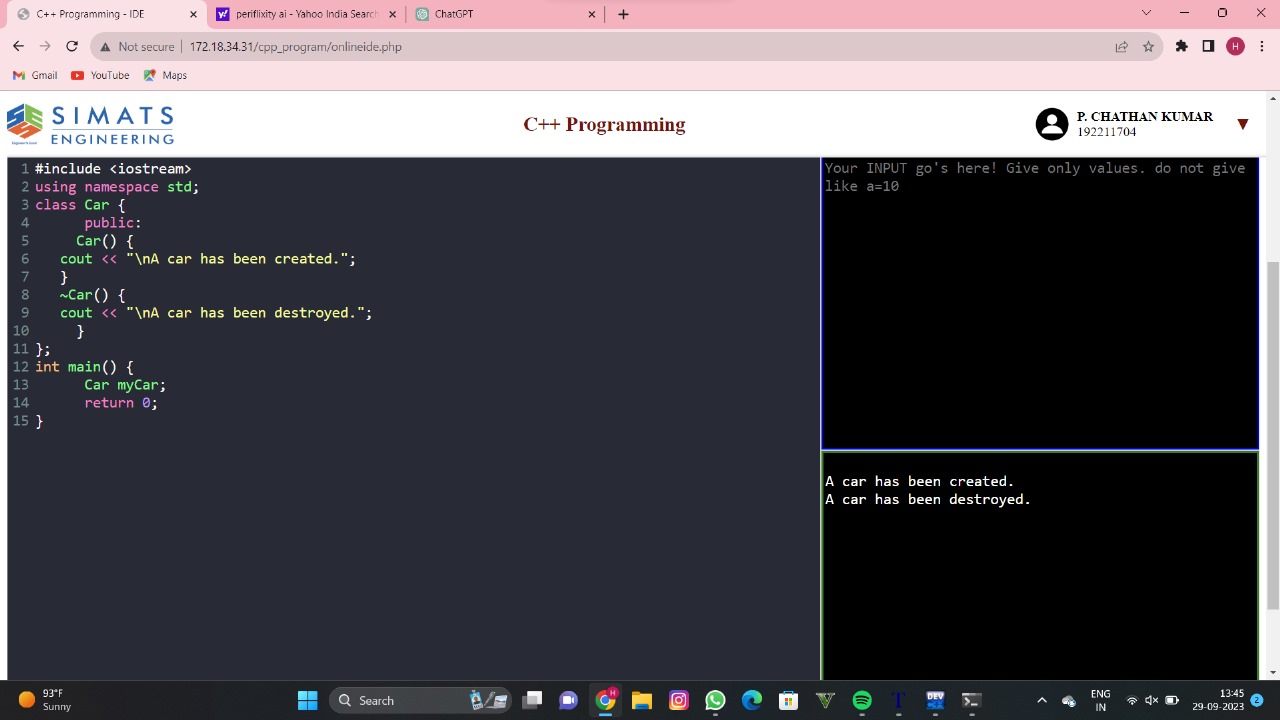 C++ Programming - IDE
periflixity ai - Yahoo India Search
ChatGPT
Not secure | 172.18.34.31/cpp_program/onlineide.php
H
Gmail YouTube Maps
SIMATS
ENGINEERING
C++ Programming
P. CHATHAN KUMAR
192211704
1 #include <iostream>
2 using namespace std;
3 class Car {
4 public:
5 Car() {
6 cout << "\nA car has been created.";
7 }
8 ~Car() {
9 cout << "\nA car has been destroyed.";
10 }
11 };
12 int main() {
13 Car myCar;
14 return 0;
15 }
Your INPUT go's here! Give only values. do not give
like a=10
A car has been created.
A car has been destroyed.
93°F
Sunny
Search
H
DEV
ENG
IN
13:45
29-09-2023
2